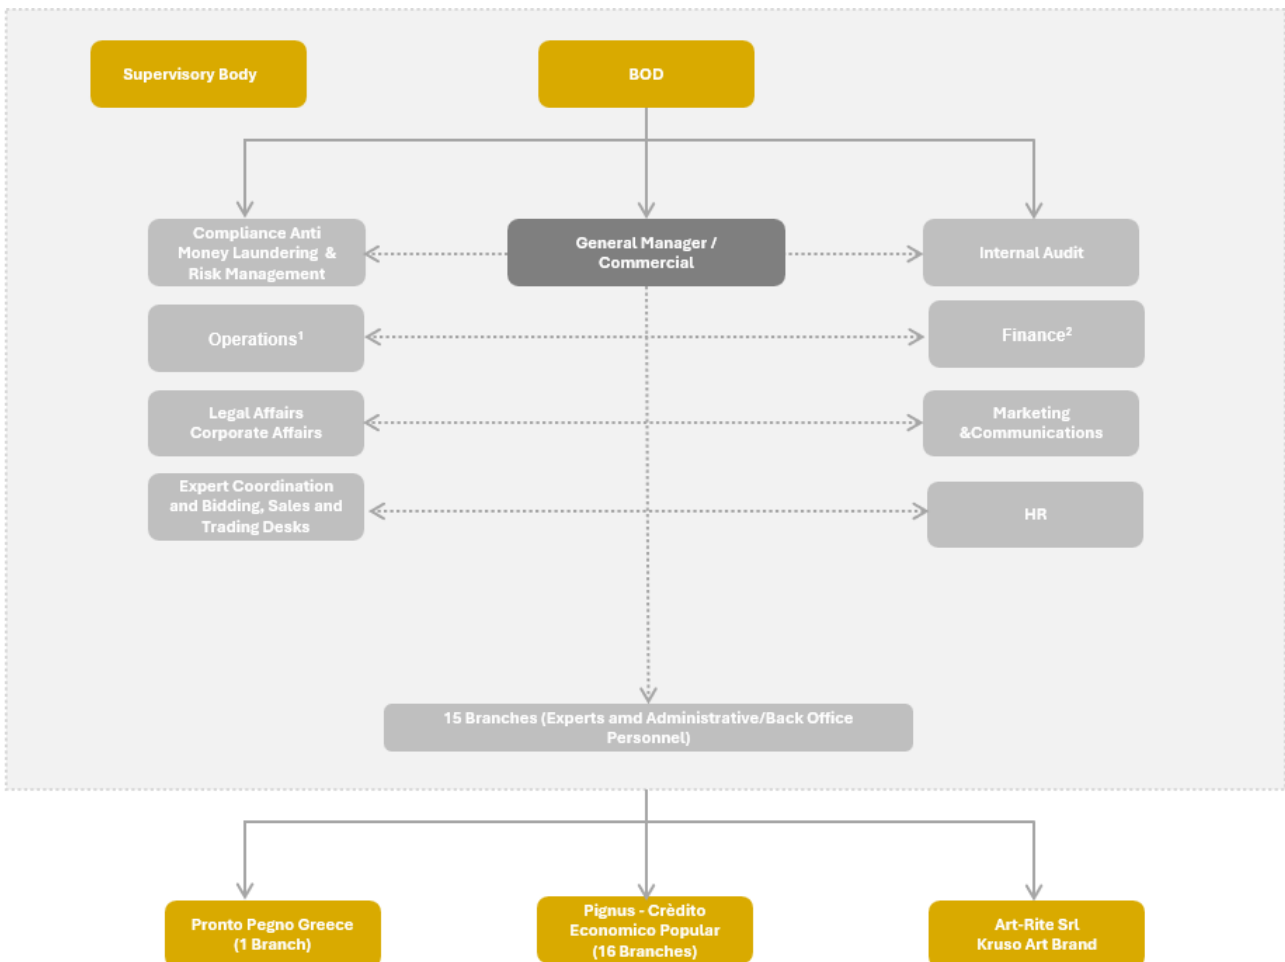 Supervisory Body
BOD
Compliance Anti
Money Laundering &
Risk Management
General Manager /
Commercial
Internal Audit
Operations¹
Finance²
Legal Affairs
Corporate Affairs
Marketing
&Communications
Expert Coordination
and Bidding, Sales and
Trading Desks
HR
15 Branches (Experts amd Administrative/Back Office
Personnel)
Pronto Pegno Greece
(1 Branch)
Pignus - Crèdito
Economico Popular
(16 Branches)
Art-Rite Srl
Kruso Art Brand